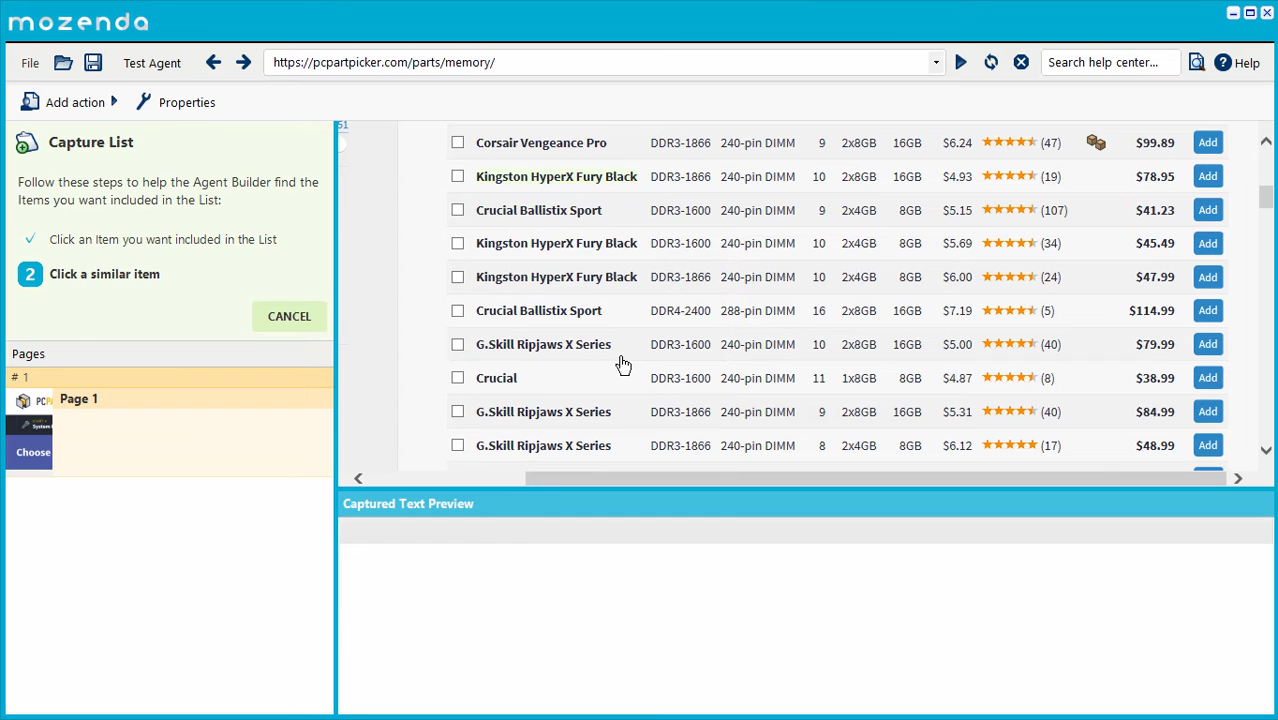 mozenda
File Test Agent https://pcpartpicker.com/parts/memory/ Search help center... Help
Add action Properties
Capture List
Follow these steps to help the Agent Builder find the
Items you want included in the List:
Click an Item you want included in the List
2 Click a similar item
CANCEL
Pages
# 1
Page 1
PCP
System
Choose
51
Corsair Vengeance Pro DDR3-1866 240-pin DIMM 9 2x8GB 16GB $6.24 (47) $99.89 Add
Kingston HyperX Fury Black DDR3-1866 240-pin DIMM 10 2x8GB 16GB $4.93 (19) $78.95 Add
Crucial Ballistix Sport DDR3-1600 240-pin DIMM 9 2x4GB 8GB $5.15 (107) $41.23 Add
Kingston HyperX Fury Black DDR3-1600 240-pin DIMM 10 2x4GB 8GB $5.69 (34) $45.49 Add
Kingston HyperX Fury Black DDR3-1866 240-pin DIMM 10 2x4GB 8GB $6.00 (24) $47.99 Add
Crucial Ballistix Sport DDR4-2400 288-pin DIMM 16 2x8GB 16GB $7.19 (5) $114.99 Add
G.Skill Ripjaws X Series DDR3-1600 240-pin DIMM 10 2x8GB 16GB $5.00 (40) $79.99 Add
Crucial DDR3-1600 240-pin DIMM 11 1x8GB 8GB $4.87 (8) $38.99 Add
G.Skill Ripjaws X Series DDR3-1866 240-pin DIMM 9 2x8GB 16GB $5.31 (40) $84.99 Add
G.Skill Ripjaws X Series DDR3-1866 240-pin DIMM 8 2x4GB 8GB $6.12 (17) $48.99 Add
Captured Text Preview